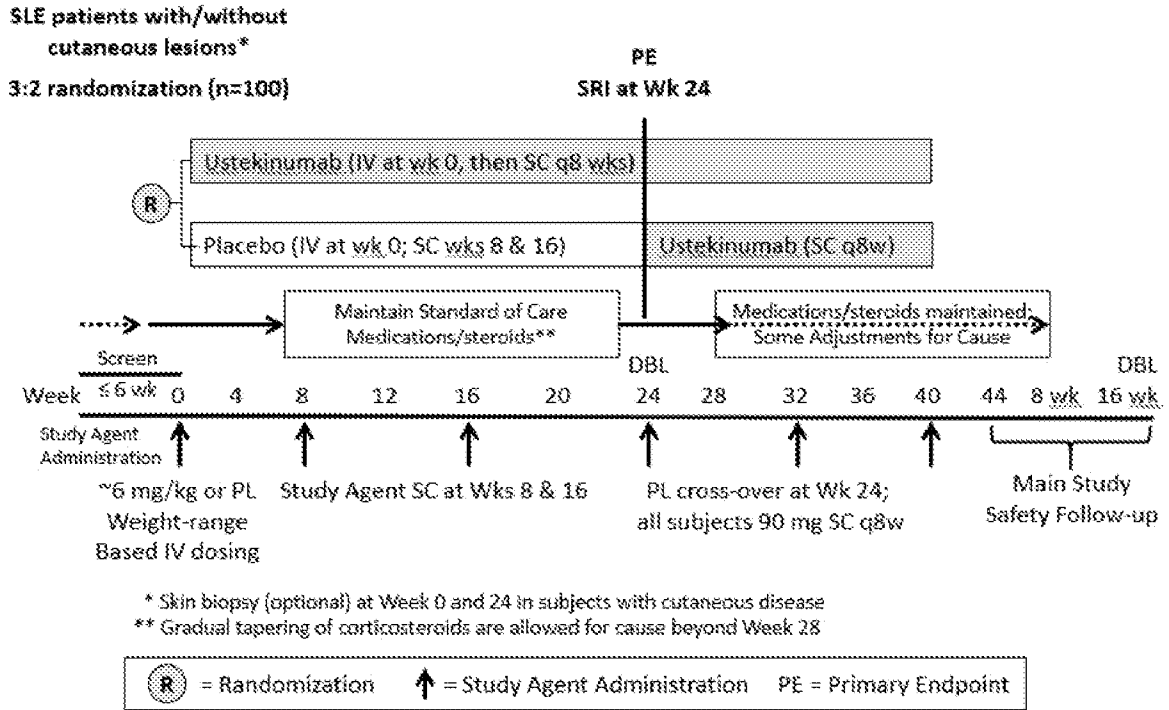 SLE patients with/without
cutaneous lesions*
3:2 randomization (n=100)
PE
SRI at Wk 24
Ustekinumab (IV at wk 0, then SC q8 wks)
R
Placebo (IV at wk 0; SC wks 8 & 16)
Ustekinumab (SC q8w)
Maintain Standard of Care
Medications/steroids**
Medications/steroids maintained;
Some Adjustments for Cause
Screen
≤ 6 wk
DBL
DBL
Week 0 4 8 12 16 20 24 28 32 36 40 44 8 wk 16 wk
Study Agent
Administration
~6 mg/kg or PL
Weight-range
Based IV dosing
Study Agent SC at Wks 8 & 16
PL cross-over at Wk 24;
all subjects 90 mg SC q8w
Main Study
Safety Follow-up
* Skin biopsy (optional) at Week 0 and 24 in subjects with cutaneous disease
** Gradual tapering of corticosteroids are allowed for cause beyond Week 28
R = Randomization = Study Agent Administration PE = Primary Endpoint